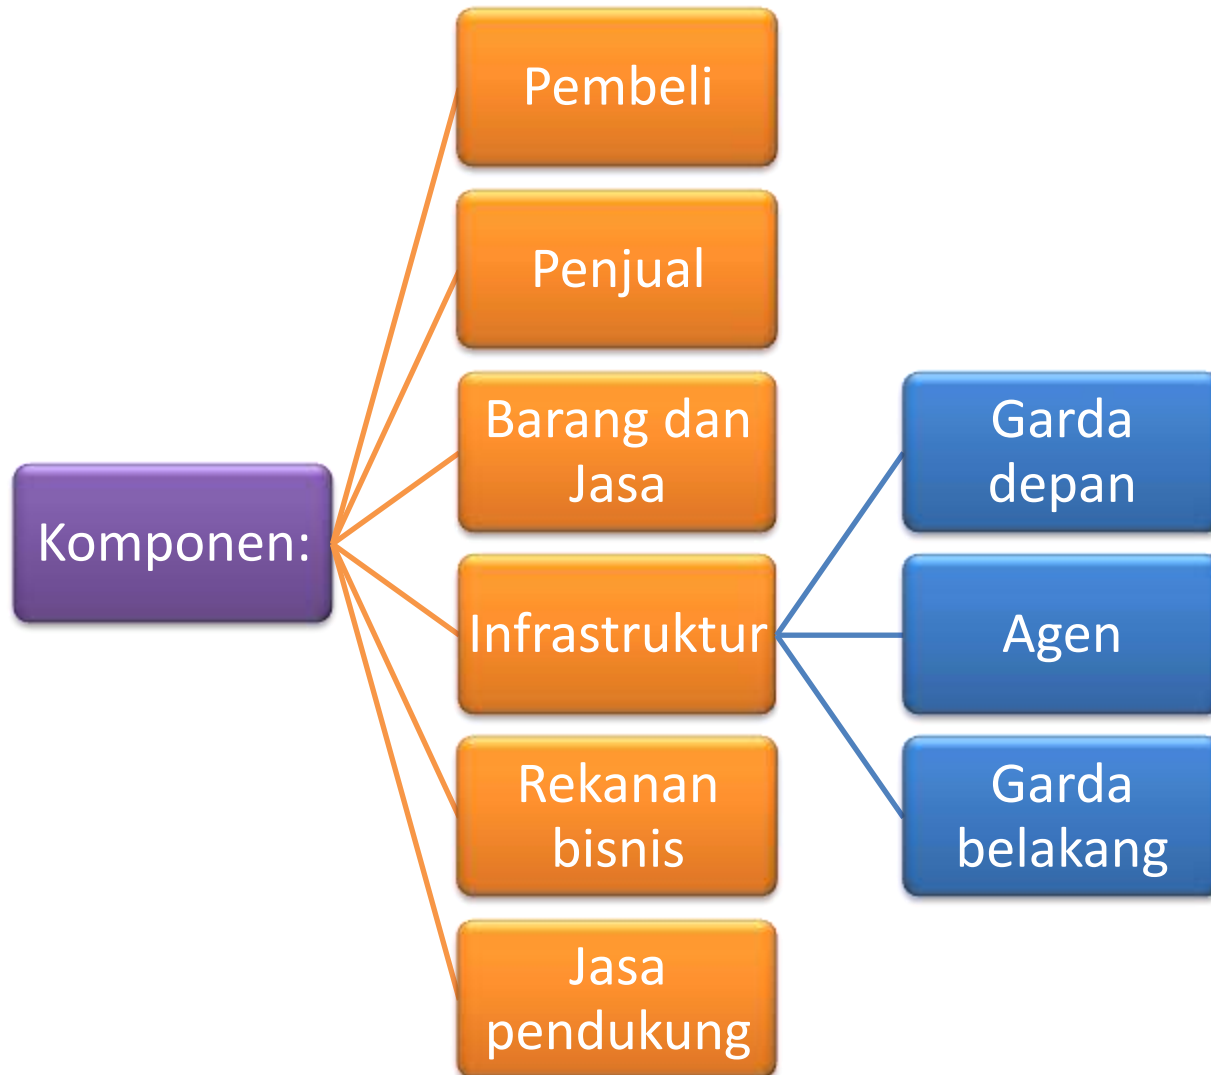 Komponen:
Pembeli
Penjual
Barang dan
Jasa
Infrastruktur
Garda
depan
Agen
Garda
belakang
Rekanan
bisnis
Jasa
pendukung